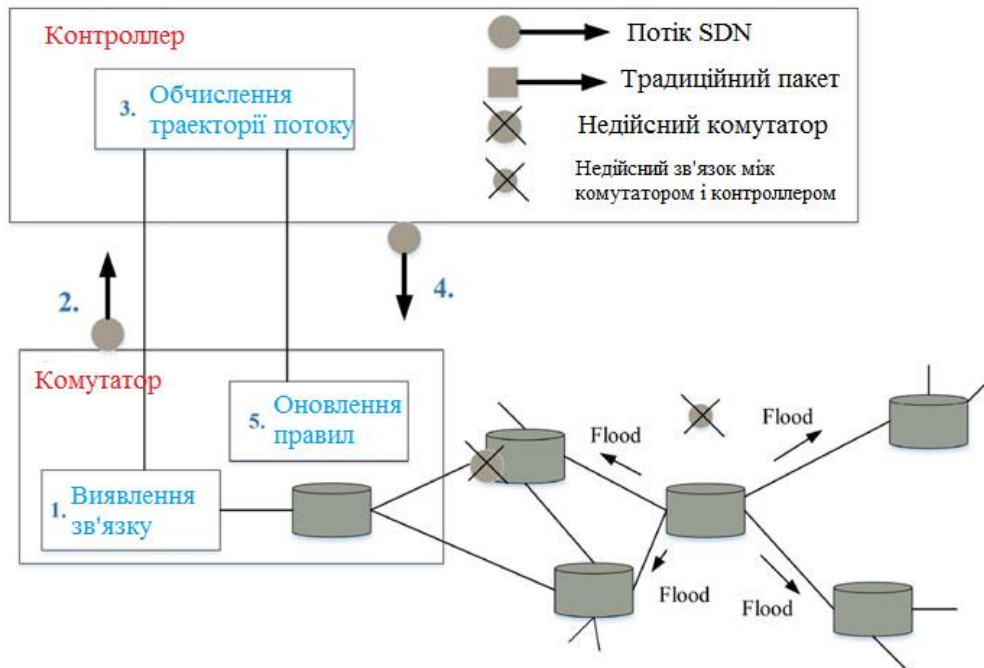 Контроллер
3. Обчислення
траекторії потоку
Потік SDN
Традиційний пакет
Недійсний комутатор
Недійсний зв'язок між
комутатором і контроллером
2.
4.
Комутатор
5. Оновлення
правил
1. Виявлення
зв'язку
Flood
Flood
Flood
Flood